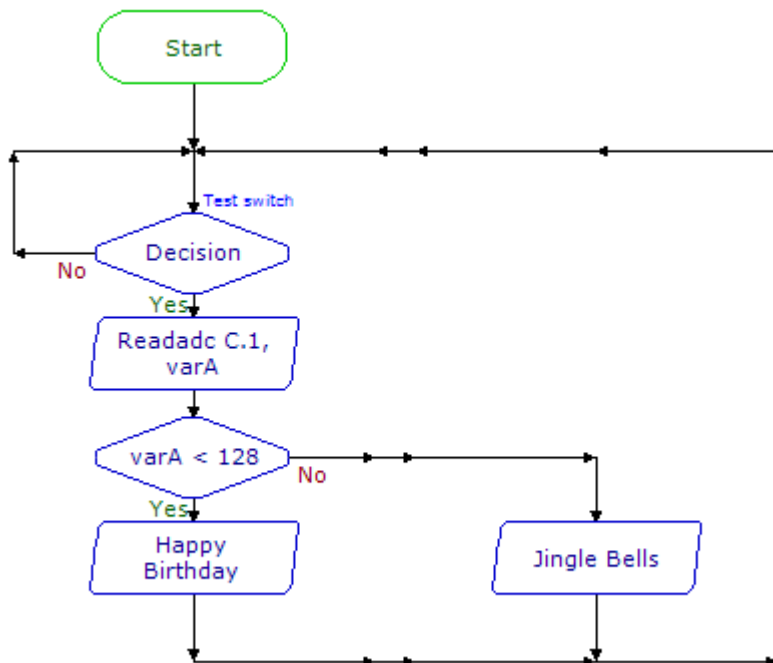 Start
Test switch
Decision
No
Yes
Readadc C.1,
varA
varA < 128
No
Yes
Happy
Birthday
Jingle Bells